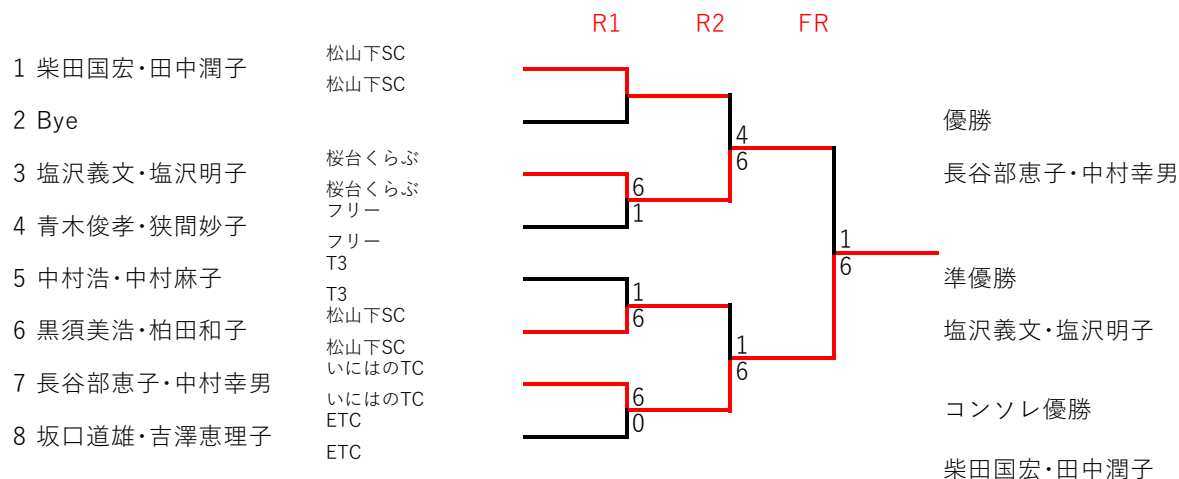 R1 R2 FR
1 柴田国宏・田中潤子 松山下SC
松山下SC
2 Bye
3 塩沢義文・塩沢明子 桜台くらぶ
桜台くらぶ
4 青木俊孝・狭間妙子 フリー
フリー
5 中村浩・中村麻子 T3
T3
6 黒須美浩・柏田和子 松山下SC
松山下SC
7 長谷部恵子・中村幸男 いにはのTC
いにはのTC
8 坂口道雄・吉澤恵理子 ETC
ETC
6
1
1
6
6
0
4
6
1
6
1
6
優勝
長谷部恵子・中村幸男
準優勝
塩沢義文・塩沢明子
コンソレ優勝
柴田国宏・田中潤子